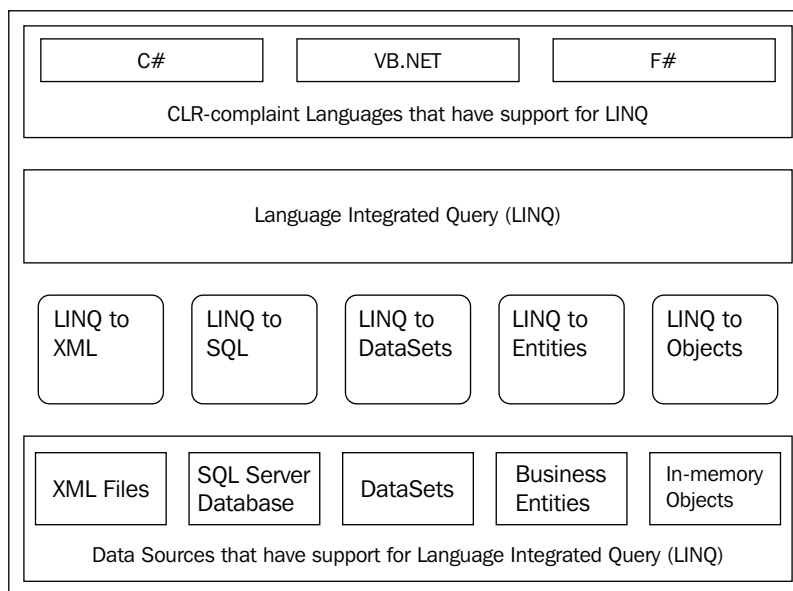 C#
VB.NET
F#
CLR-complaint Languages that have support for LINQ
Language Integrated Query (LINQ)
LINQ to
XML
LINQ to
SQL
LINQ to
DataSets
LINQ to
Entities
LINQ to
Objects
XML Files
SQL Server
Database
DataSets
Business
Entities
In-memory
Objects
Data Sources that have support for Language Integrated Query (LINQ)